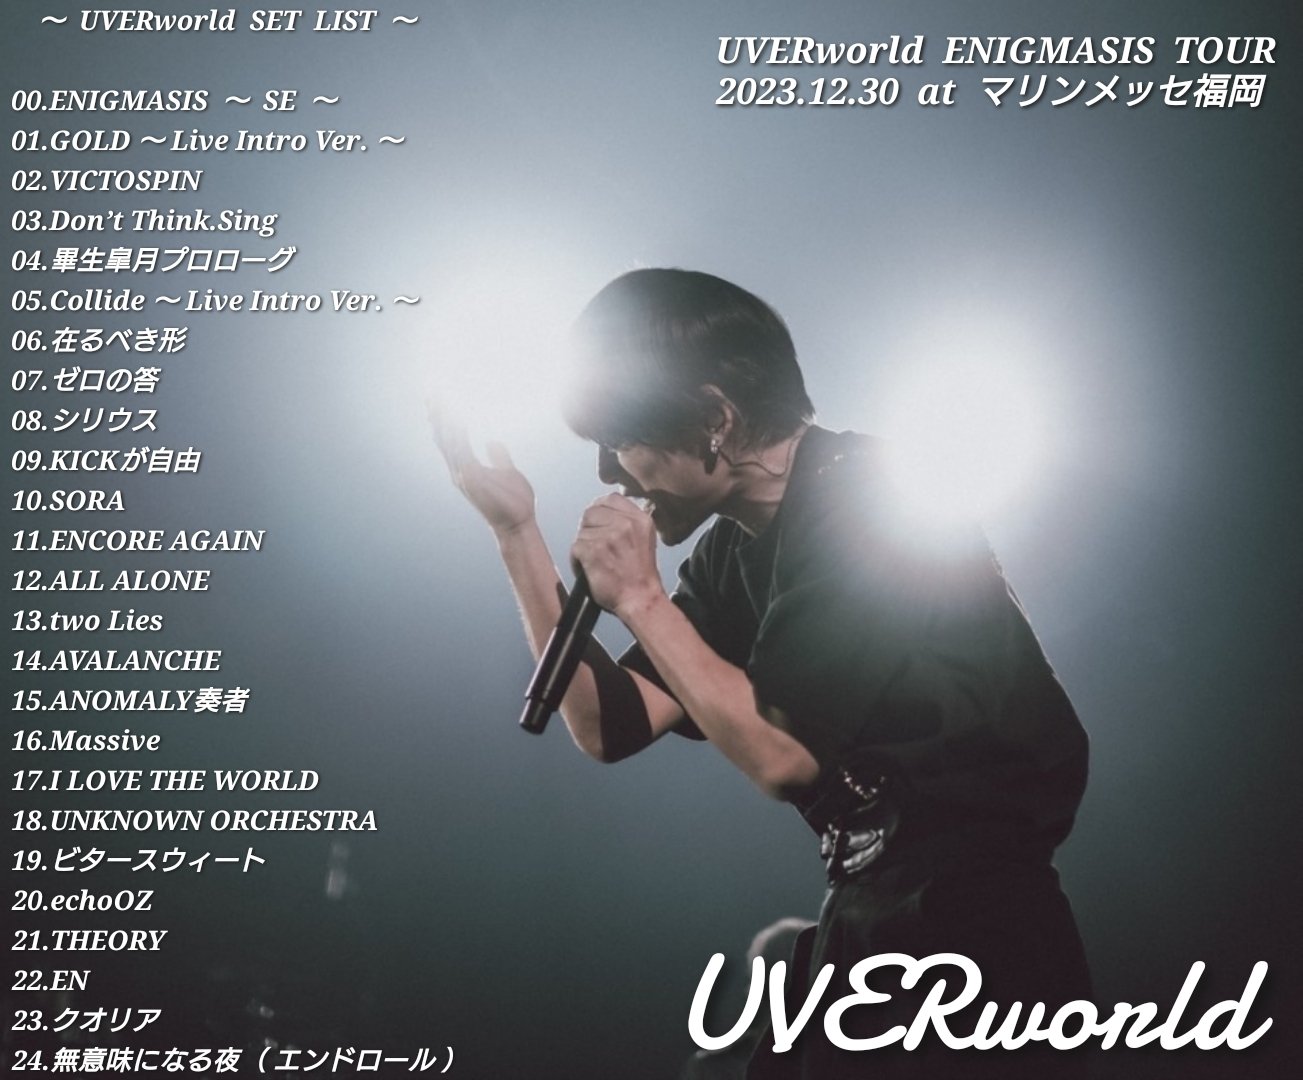 ～ UVERworld SET LIST ～
UVERworld ENIGMASIS TOUR
2023.12.30 at マリンメッセ福岡
00.ENIGMASIS ～ SE ～
01.GOLD ～ Live Intro Ver. ～
02.VICTOSPIN
03.Don’t Think.Sing
04.畢生皐月プロローグ
05.Collide ～ Live Intro Ver. ～
06.在るべき形
07.ゼロの答
08.シリウス
09.KICKが自由
10.SORA
11.ENCORE AGAIN
12.ALL ALONE
13.two Lies
14.AVALANCHE
15.ANOMALY奏者
16.Massive
17.I LOVE THE WORLD
18.UNKNOWN ORCHESTRA
19.ビタースウィート
20.echoOZ
21.THEORY
22.EN
23.クオリア
24.無意味になる夜（エンドロール）
UVERworld